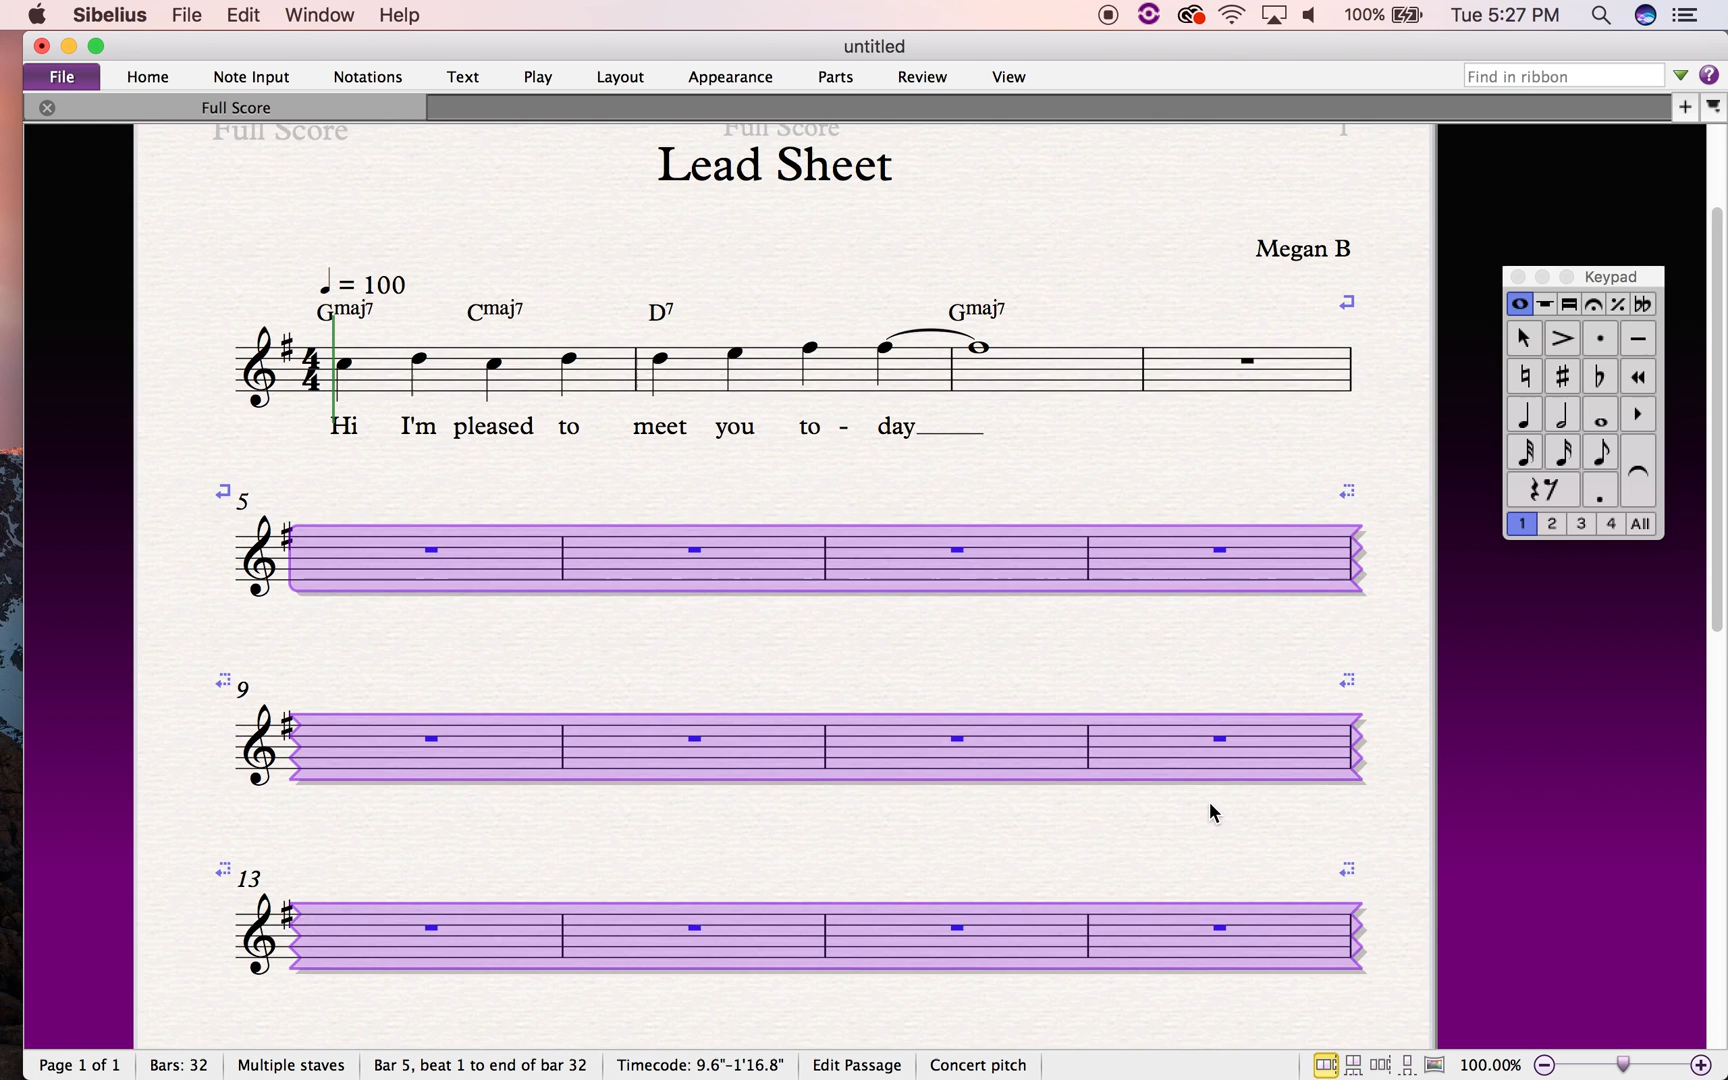 Sibelius File Edit Window Help 100% Tue 5:27 PM
untitled
File Home Note Input Notations Text Play Layout Appearance Parts Review View Find in ribbon ?
Full Score +
Full Score Full Score 1
Lead Sheet
Megan B
= 100
Gmaj7 Cmaj7 D7 Gmaj7
4
4
Hi I'm pleased to meet you to - day____
5
9
13
Keypad
1 2 3 4 All
Page 1 of 1 Bars: 32 Multiple staves Bar 5, beat 1 to end of bar 32 Timecode: 9.6"-1'16.8" Edit Passage Concert pitch 100.00%